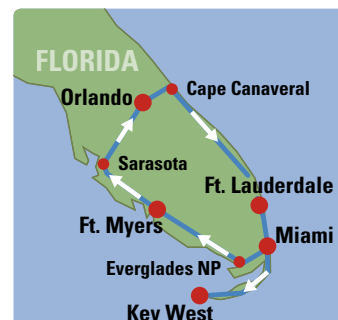 FLORIDA
Cape Canaveral
Orlando
Sarasota
Ft. Lauderdale
Ft. Myers
Miami
Everglades NP
Key West